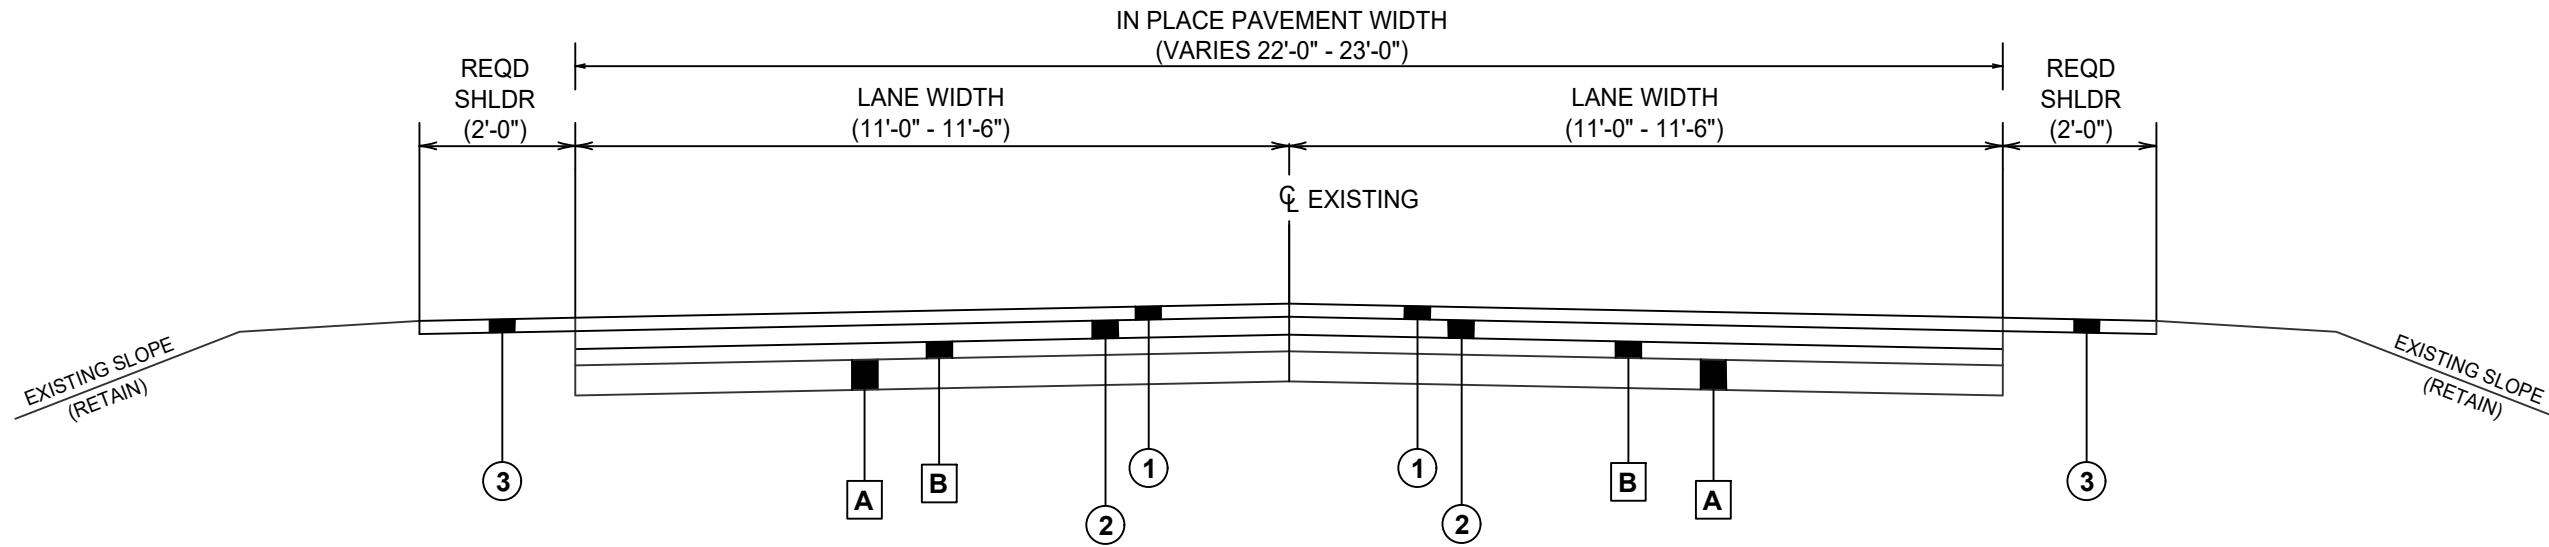 IN PLACE PAVEMENT WIDTH
(VARIES 22'-0" - 23'-0")
REQD
SHLDR
(2'-0")
LANE WIDTH
(11'-0" - 11'-6")
LANE WIDTH
(11'-0" - 11'-6")
REQD
SHLDR
(2'-0")
℄ EXISTING
EXISTING SLOPE
(RETAIN)
EXISTING SLOPE
(RETAIN)
3
A
B
2
1
1
2
B
A
3